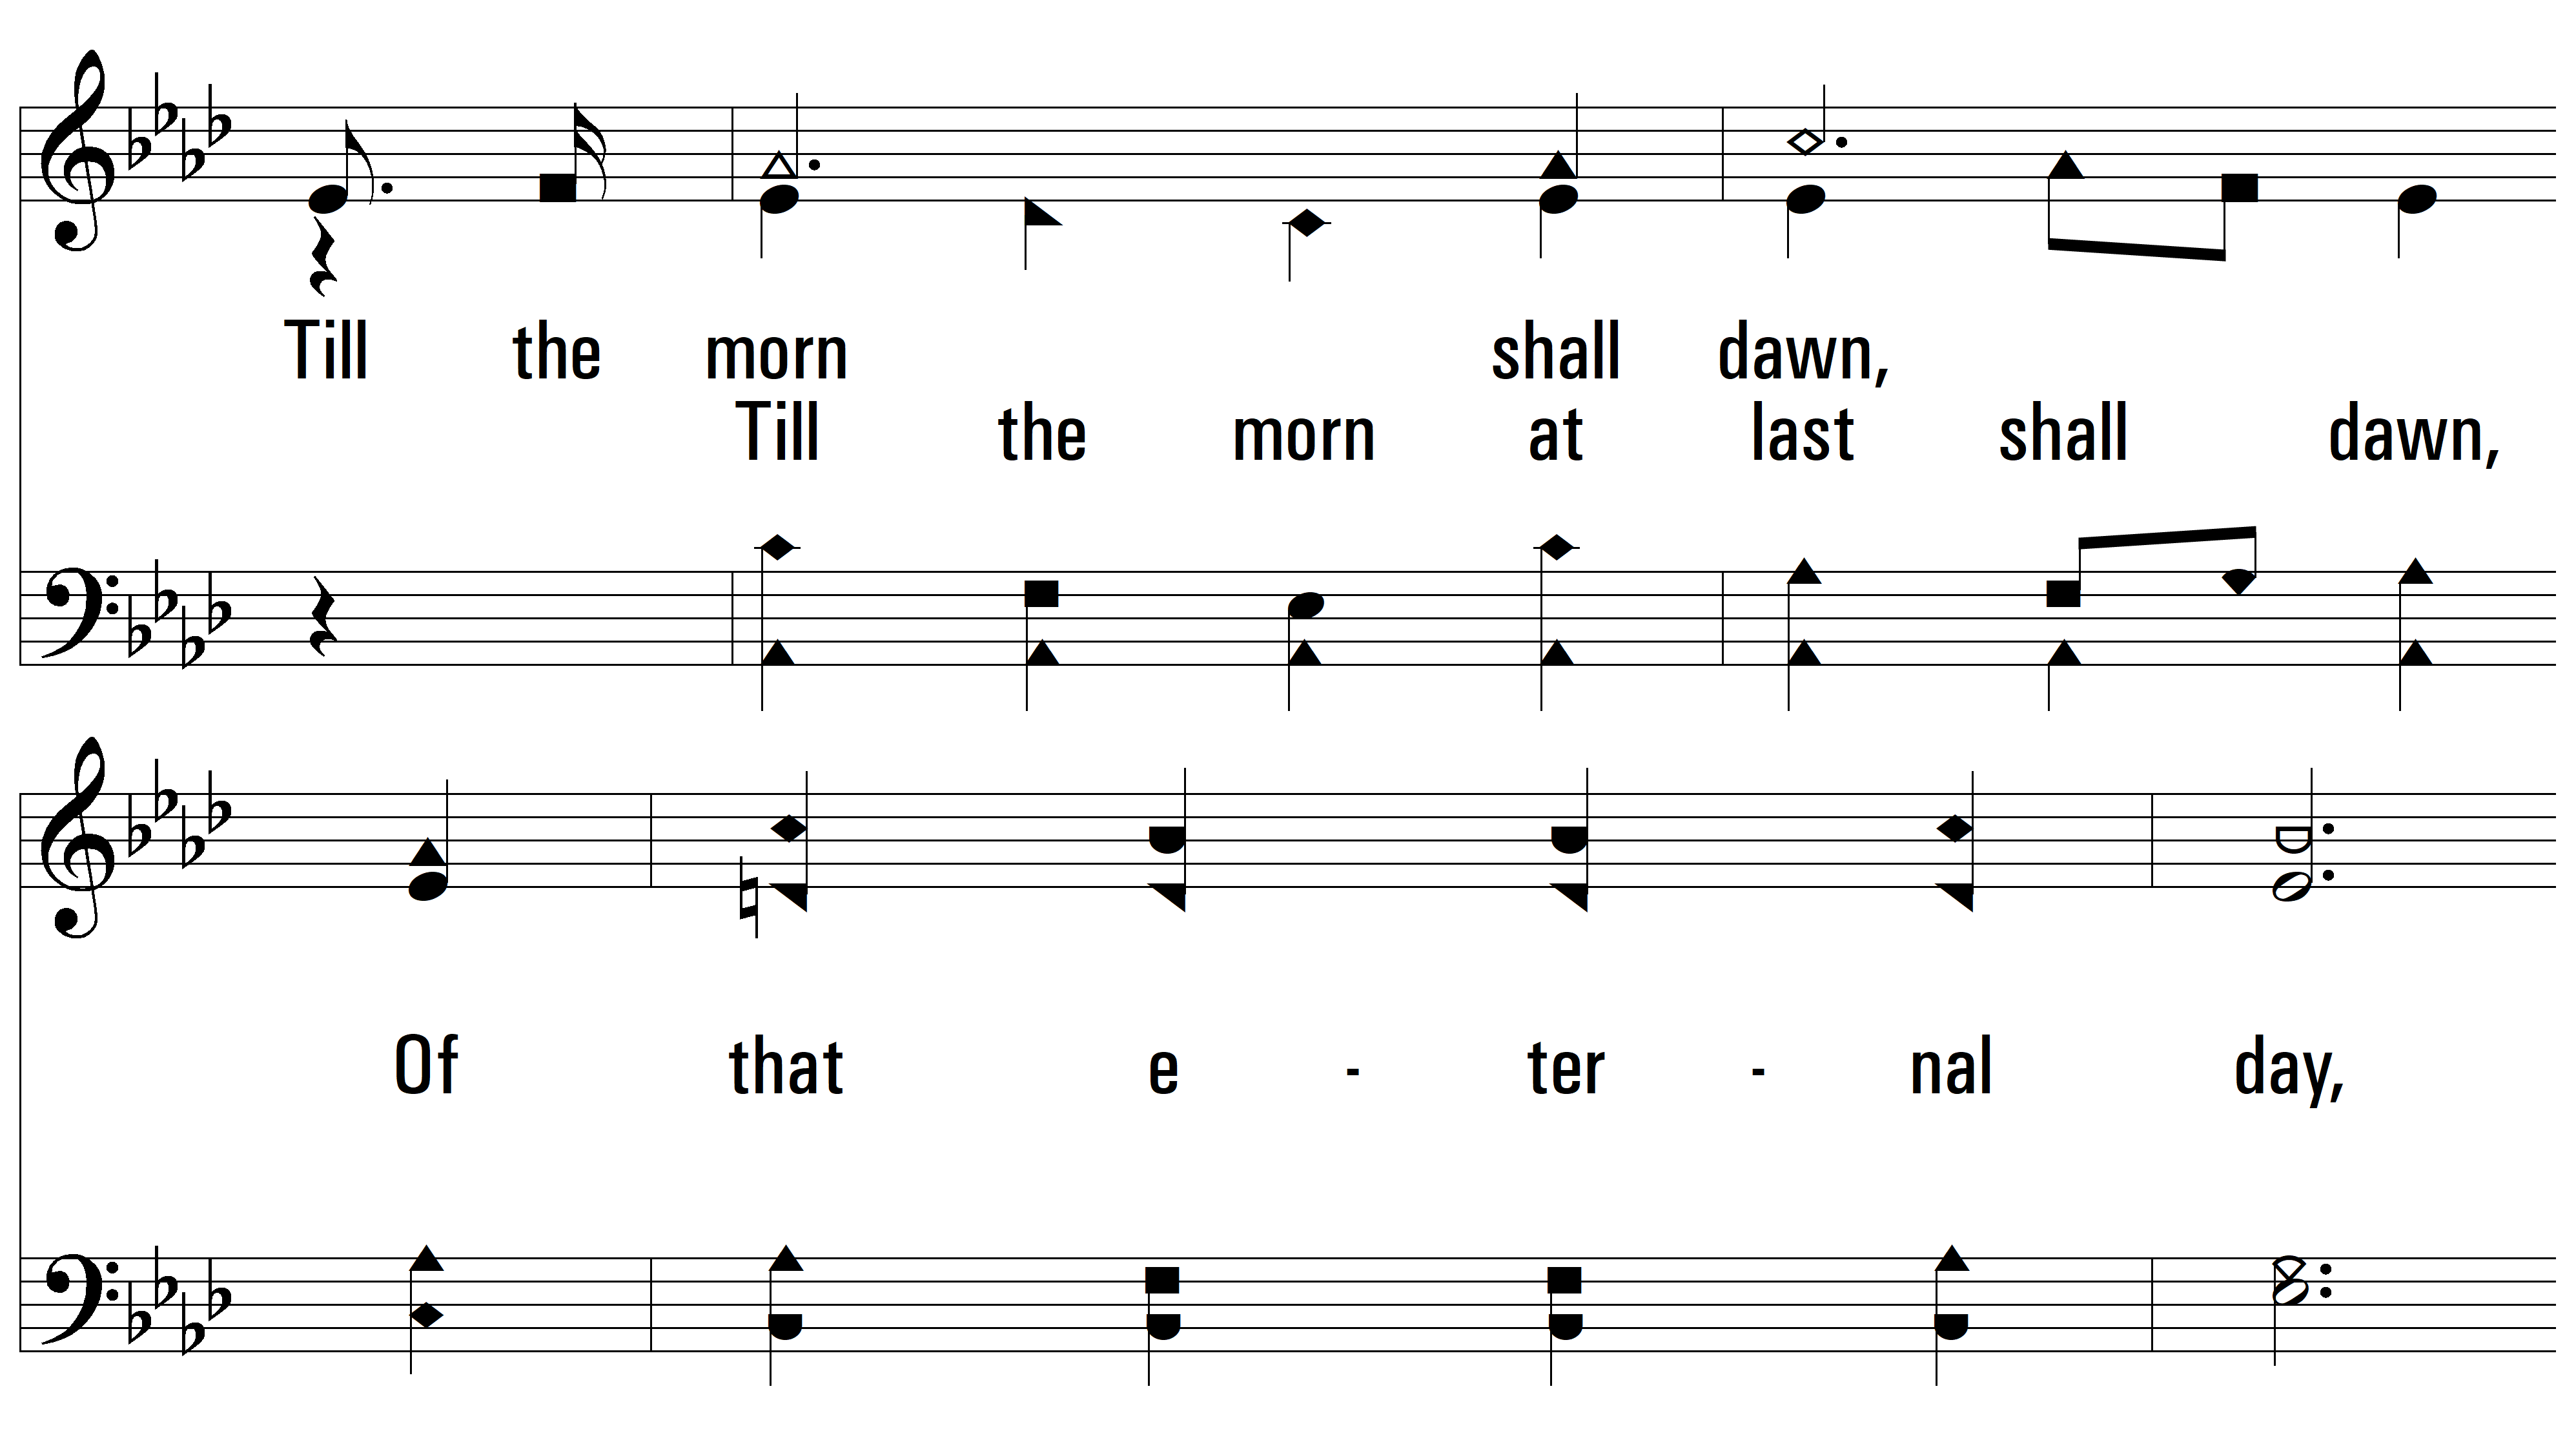 Till the morn shall dawn,
Till the morn at last shall dawn,
Of that e - ter - nal day,